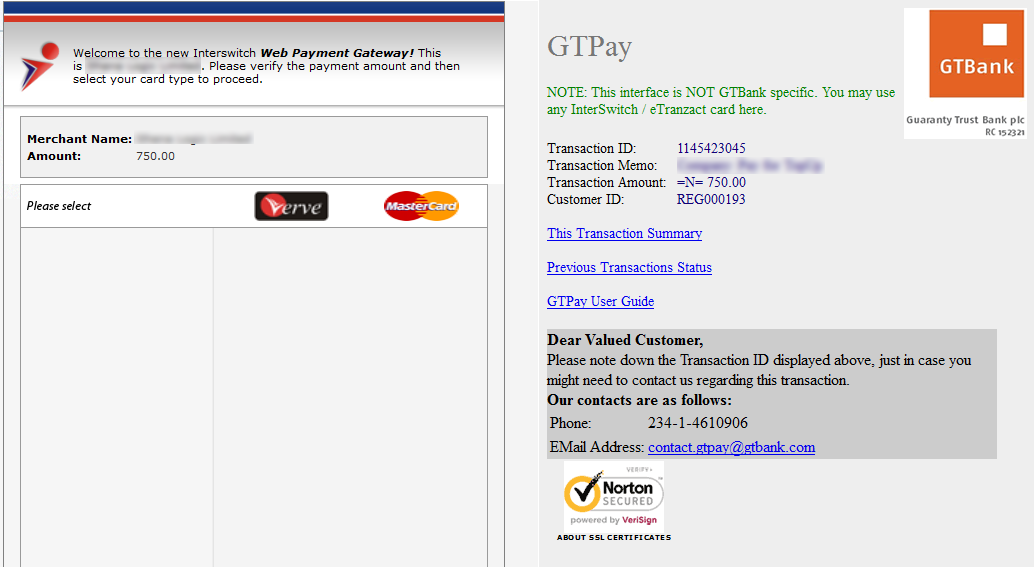 Welcome to the new Interswitch Web Payment Gateway! This
is . Please verify the payment amount and then
select your card type to proceed.
Merchant Name:
Amount: 750.00
Please select
Verve
MasterCard
GTPay
GTBank
Guaranty Trust Bank plc
RC 152321
NOTE: This interface is NOT GTBank specific. You may use
any InterSwitch / eTranzact card here.
Transaction ID: 1145423045
Transaction Memo:
Transaction Amount: =N= 750.00
Customer ID: REG000193
This Transaction Summary
Previous Transactions Status
GTPay User Guide
Dear Valued Customer,
Please note down the Transaction ID displayed above, just in case you
might need to contact us regarding this transaction.
Our contacts are as follows:
Phone: 234-1-4610906
EMail Address: contact.gtpay@gtbank.com
VERIFY▸
Norton
SECURED
powered by VeriSign
ABOUT SSL CERTIFICATES